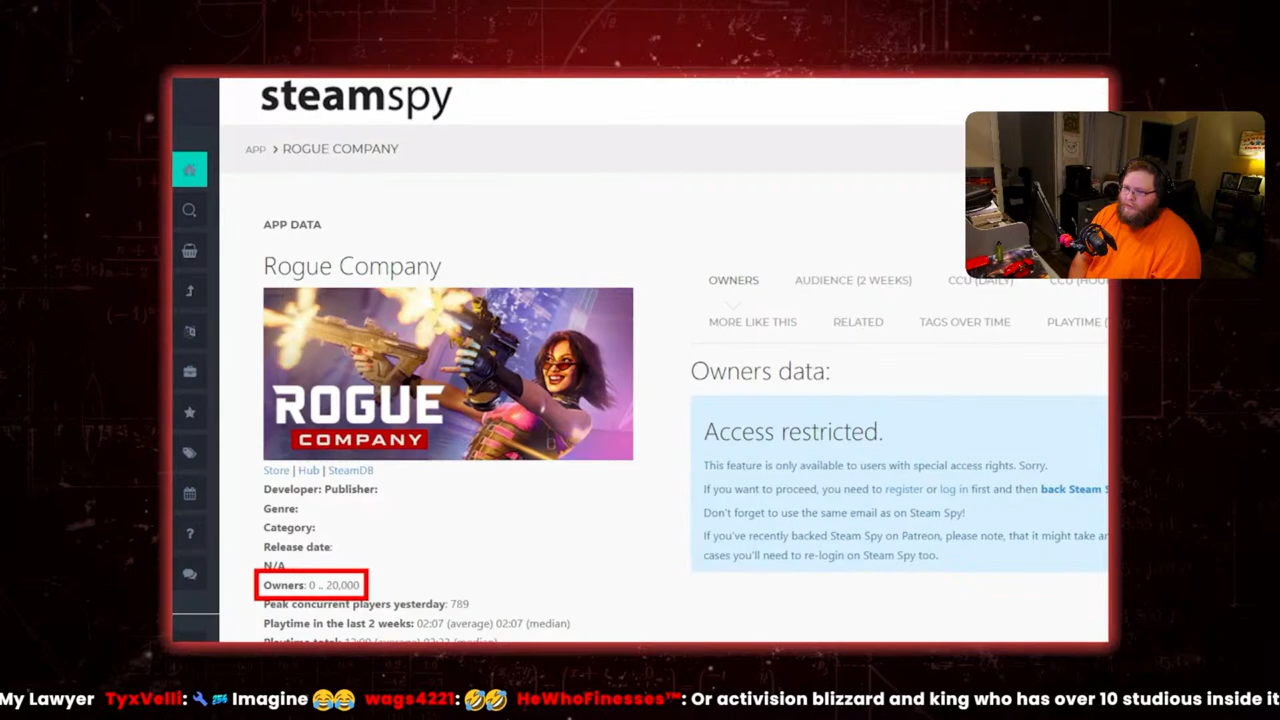 steamspy
APP > ROGUE COMPANY
APP DATA
Rogue Company
ROGUE
COMPANY
Store | Hub | SteamDB
Developer: Publisher:
Genre:
Category:
Release date:
N/A
Owners: 0 .. 20,000
Peak concurrent players yesterday: 789
Playtime in the last 2 weeks: 02:07 (average) 02:07 (median)
OWNERS AUDIENCE (2 WEEKS) CCU (DAILY) CCU (HOU
MORE LIKE THIS RELATED TAGS OVER TIME PLAYTIME (
Owners data:
Access restricted.
This feature is only available to users with special access rights. Sorry.
If you want to proceed, you need to register or log in first and then back Steam S
Don't forget to use the same email as on Steam Spy!
If you've recently backed Steam Spy on Patreon, please note, that it might take an
cases you'll need to re-login on Steam Spy too.
My Lawyer TyxVelli: 🔧 Imagine 😂😂 wags4221: 🤣🤣 HeWhoFinesses™: Or activision blizzard and king who has over 10 studious inside it